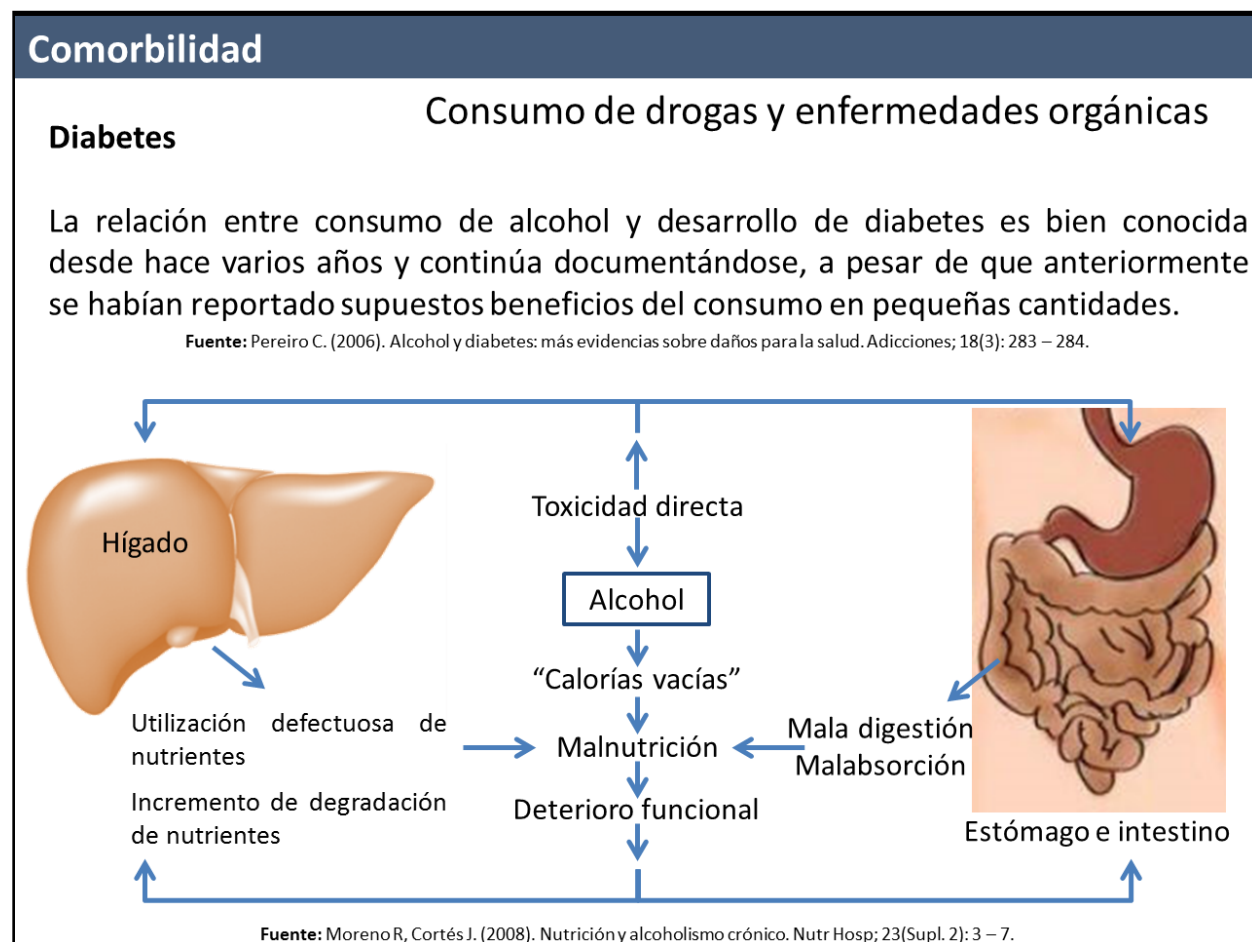 Comorbilidad
Consumo de drogas y enfermedades orgánicas
Diabetes
La relación entre consumo de alcohol y desarrollo de diabetes es bien conocida
desde hace varios años y continúa documentándose, a pesar de que anteriormente
se habían reportado supuestos beneficios del consumo en pequeñas cantidades.
Fuente: Pereiro C. (2006). Alcohol y diabetes: más evidencias sobre daños para la salud. Adicciones; 18(3): 283 – 284.
Toxicidad directa
Hígado
Alcohol
“Calorías vacías”
Utilización defectuosa de
nutrientes
Incremento de degradación
de nutrientes
Malnutrición
Mala digestión
Malabsorción
Deterioro funcional
Estómago e intestino
Fuente: Moreno R, Cortés J. (2008). Nutrición y alcoholismo crónico. Nutr Hosp; 23(Supl. 2): 3 – 7.